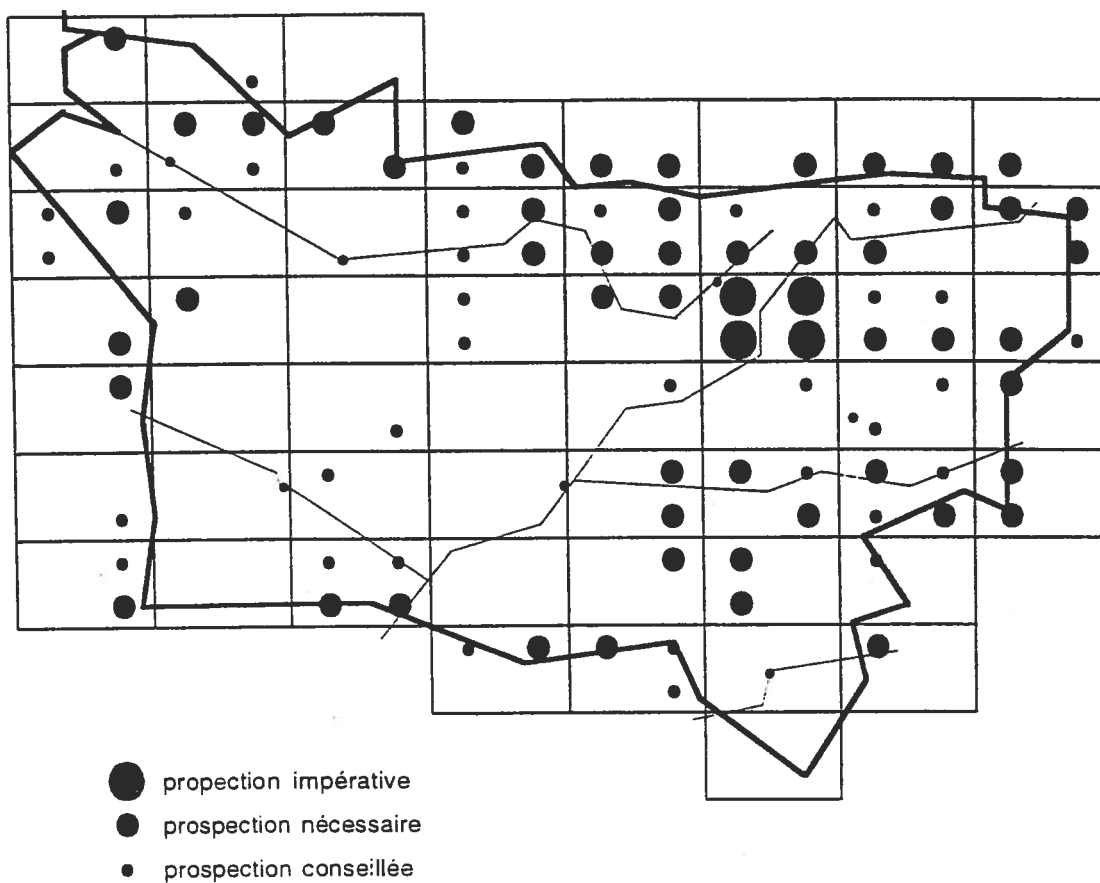 propection impérative
prospection nécessaire
prospection conseillée